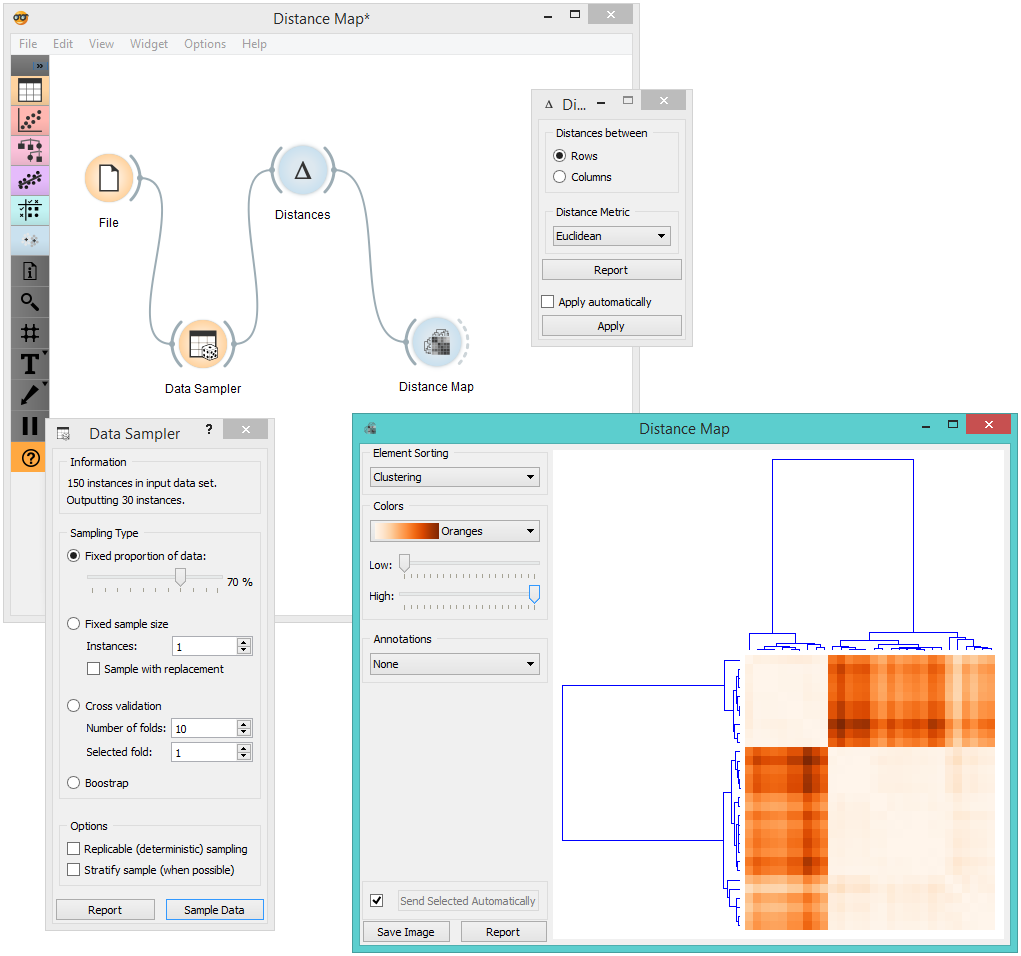 Distance Map*
File Edit View Widget Options Help
File
Distances
Data Sampler
Distance Map
Di...
Distances between
Rows
Columns
Distance Metric
Euclidean
Report
Apply automatically
Apply
Data Sampler
?
Information
150 instances in input data set.
Outputting 30 instances.
Sampling Type
Fixed proportion of data:
70 %
Fixed sample size
Instances: 1
Sample with replacement
Cross validation
Number of folds: 10
Selected fold: 1
Boostrap
Options
Replicable (deterministic) sampling
Stratify sample (when possible)
Report Sample Data
Distance Map
Element Sorting
Clustering
Colors
Oranges
Low:
High:
Annotations
None
Send Selected Automatically
Save Image Report